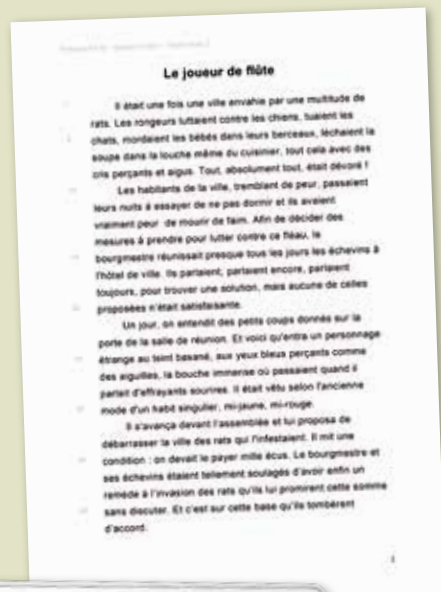 Le joueur de flûte
Il était une fois une ville envahie par une multitude de
rats. Les rongeurs luttaient contre les chiens, tuaient les
chats, mordaient les bébés dans leurs berceaux, léchaient la
soupe dans la louche même du cuisinier, tout cela avec des
cris perçants et aigus. Tout, absolument tout, était dévoré !
Les habitants de la ville, tremblant de peur, passaient
leurs nuits à essayer de ne pas dormir et ils avaient
vraiment peur de mourir de faim. Afin de décider des
mesures à prendre pour lutter contre ce fléau, le
bourgmestre réunissait presque tous les jours les échevins à
l'hôtel de ville. Ils parlaient, parlaient encore, parlaient
toujours, pour trouver une solution, mais aucune de celles
proposées n'était satisfaisante.
Un jour, on entendit des petits coups donnés sur la
porte de la salle de réunion. Et voici qu'entra un personnage
étrange au teint basané, aux yeux bleus perçants comme
des aiguilles, la bouche immense où passaient quand il
parlait d'effrayants sourires. Il était vêtu selon l'ancienne
mode d'un habit singulier, mi-jaune, mi-rouge.
Il s'avança devant l'assemblée et lui proposa de
débarrasser la ville des rats qui l'infestaient. Il mit une
condition : on devait le payer mille écus. Le bourgmestre et
ses échevins étaient tellement soulagés d'avoir enfin un
remède à l'invasion des rats qu'ils lui promirent cette somme
sans discuter. Et c'est sur cette base qu'ils tombèrent
d'accord.